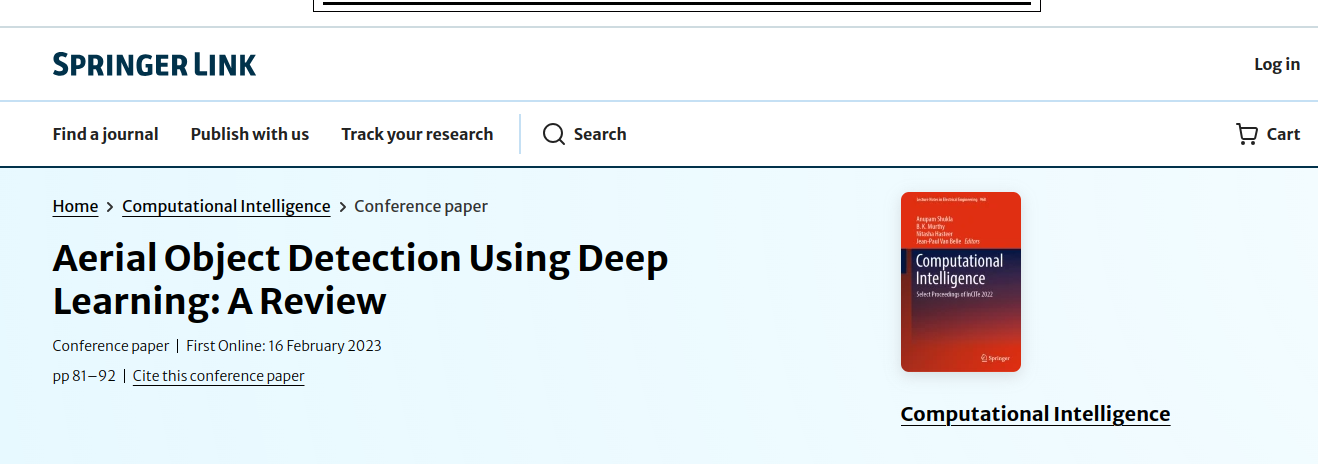 SPRINGER LINK
Log in
Find a journal
Publish with us
Track your research
Search
Cart
Home > Computational Intelligence > Conference paper
Aerial Object Detection Using Deep
Learning: A Review
Conference paper | First Online: 16 February 2023
pp 81–92 | Cite this conference paper
Lecture Notes in Electrical Engineering 968
Anupam Shukla
B. K. Murthy
Nitasha Hasteer
Jean-Paul Van Belle Editors
Computational
Intelligence
Select Proceedings of InCITe 2022
Springer
Computational Intelligence